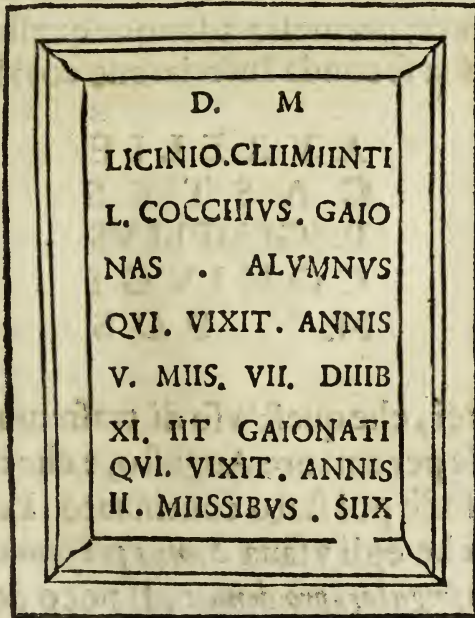 D. M
LICINIO.CLIIMIINTI
L. COCCIIIVS. GAIO
NAS . ALVMNVS
QVI. VIXIT. ANNIS
V. MIIS. VII. DIIIB
XI. IIT GAIONATI
QVI. VIXIT. ANNIS
II. MIISSIBVS . SIIX